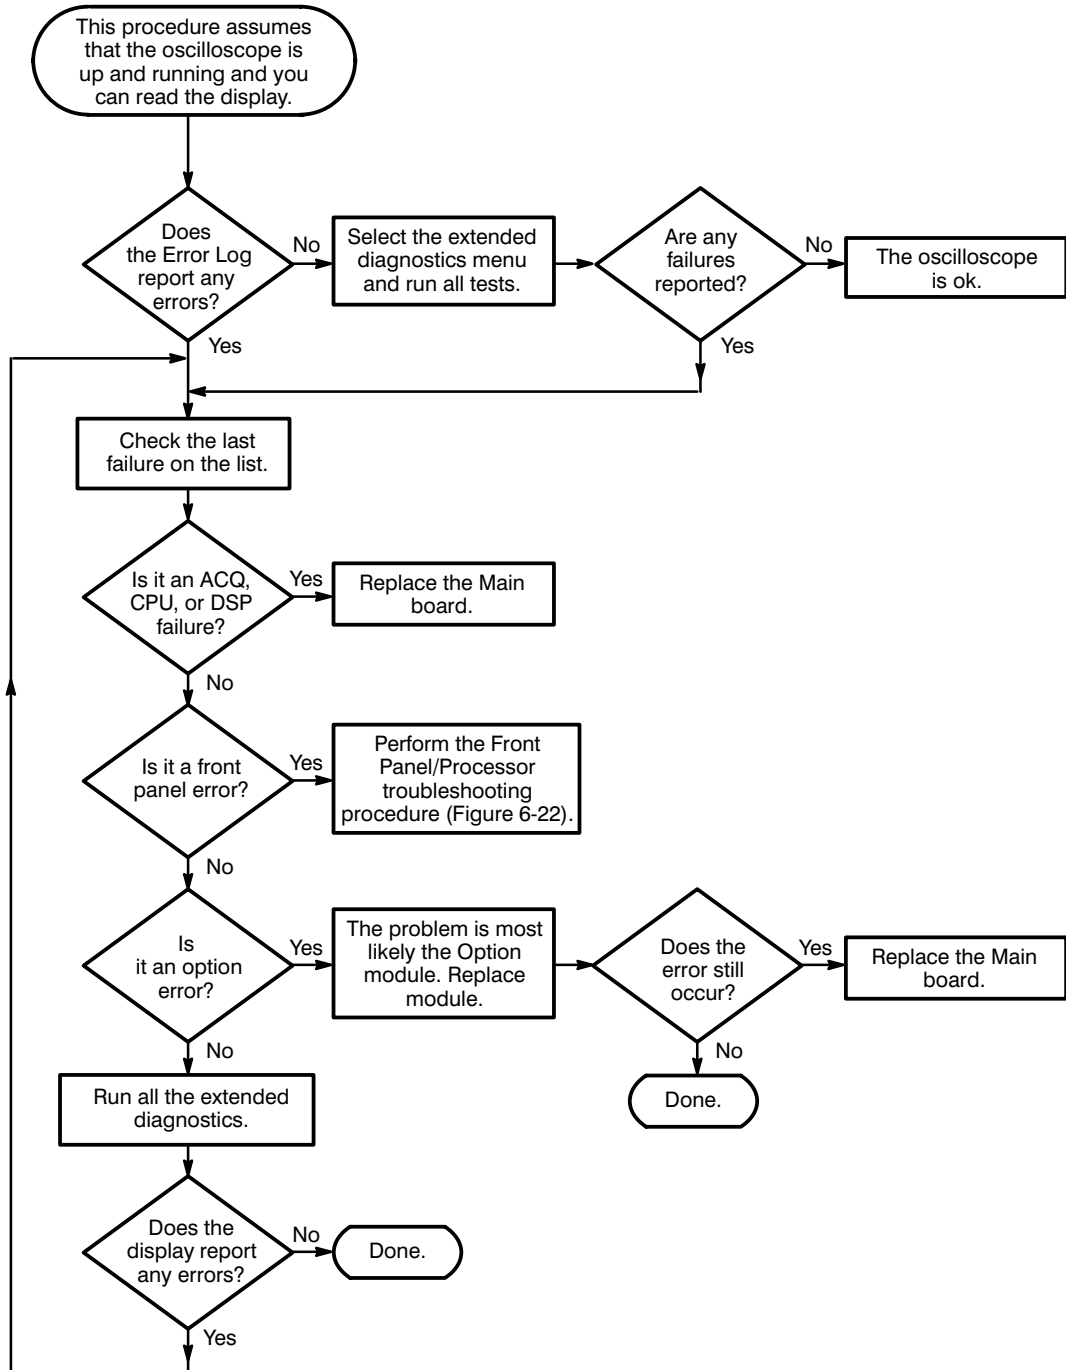 This procedure assumes
that the oscilloscope is
up and running and you
can read the display.
Does
the Error Log
report any
errors?
No
Select the extended
diagnostics menu
and run all tests.
Are any
failures
reported?
No
The oscilloscope
is ok.
Yes
Yes
Check the last
failure on the list.
Is it an ACQ,
CPU, or DSP
failure?
Yes
Replace the Main
board.
No
Is it a front
panel error?
Yes
Perform the Front
Panel/Processor
troubleshooting
procedure (Figure 6-22).
No
Is
it an option
error?
Yes
The problem is most
likely the Option
module. Replace
module.
Does the
error still
occur?
Yes
Replace the Main
board.
No
No
Done.
Run all the extended
diagnostics.
Does the
display report
any errors?
No
Done.
Yes